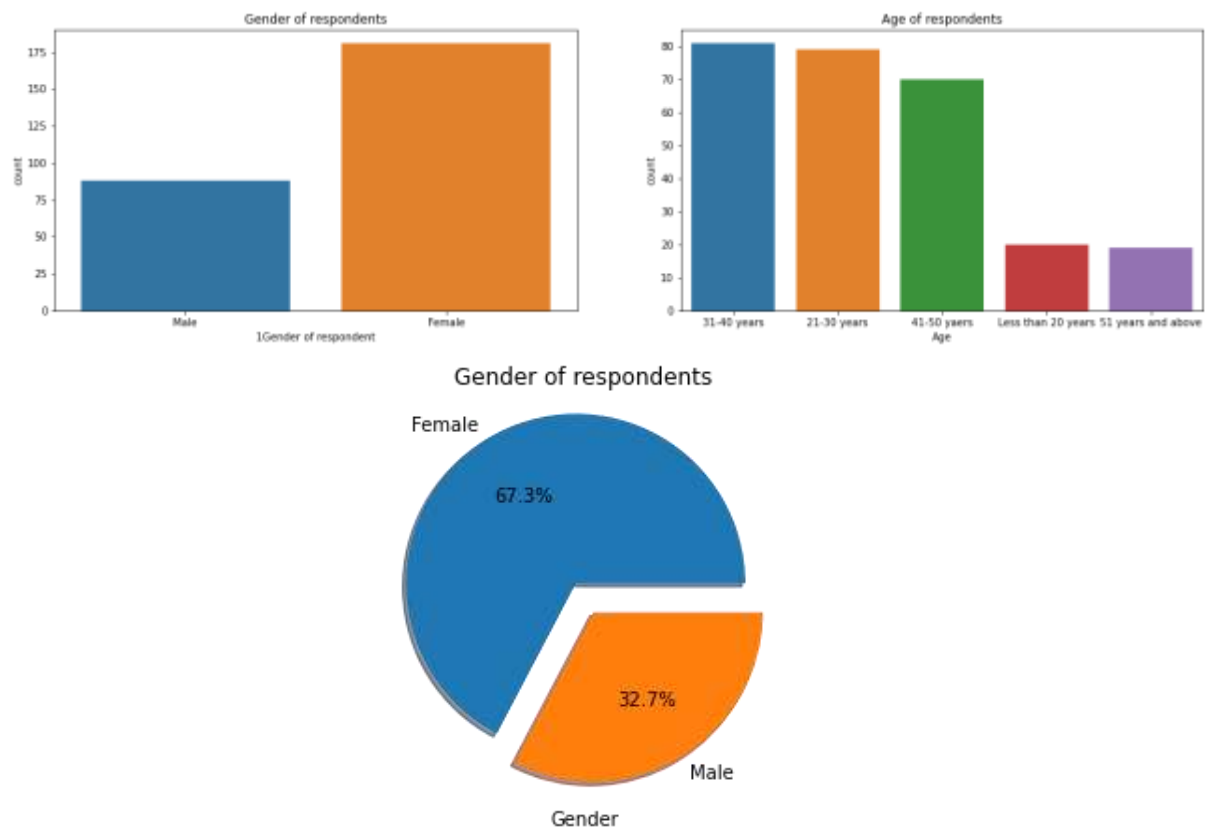 Gender of respondents
count
175
150
125
100
75
50
25
0
Male Female
1Gender of respondent
Age of respondents
count
80
70
60
50
40
30
20
10
0
31-40 years 21-30 years 41-50 yaers Less than 20 years 51 years and above
Age
Gender of respondents
Female
67.3%
32.7%
Male
Gender